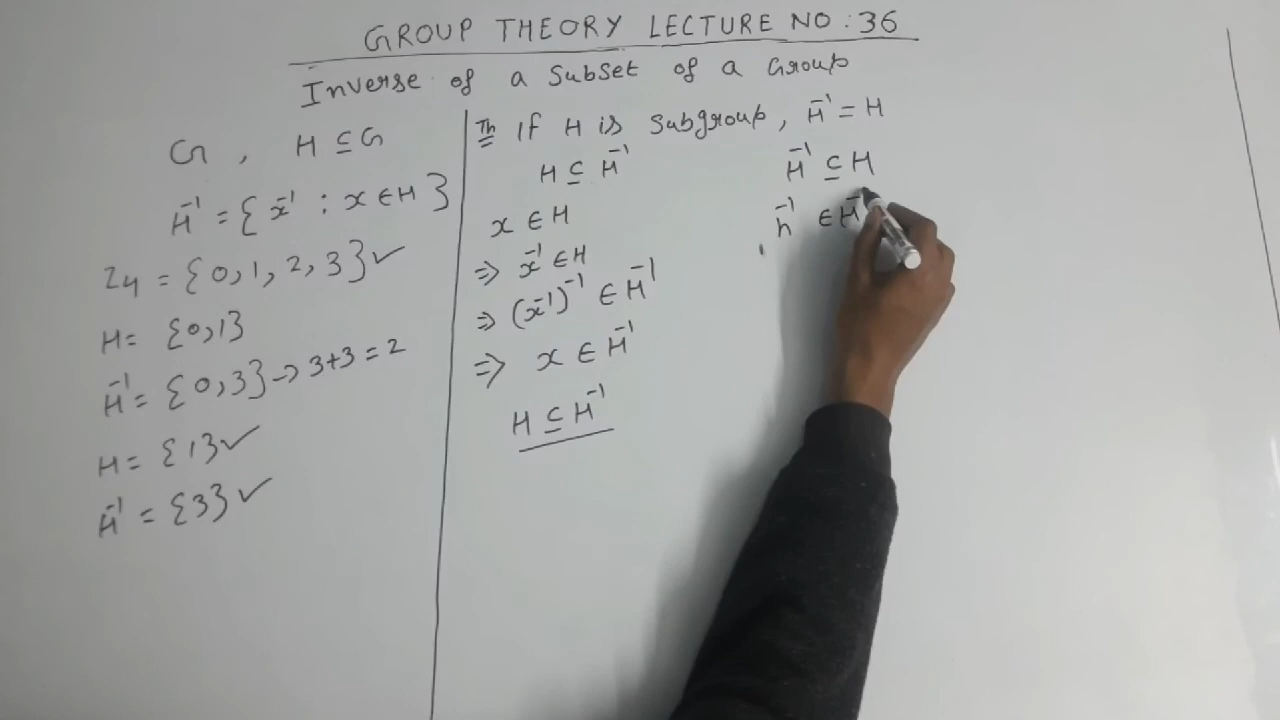 GROUP THEORY LECTURE NO : 36
Inverse of a Subset of a Group
G , H ⊆ G
H⁻¹ = { x⁻¹ : x ∈ H }
Z4 = {0, 1, 2, 3} ✓
H = {0,1}
H⁻¹ = {0, 3} → 3+3 = 2
H = {1} ✓
H⁻¹ = {3} ✓
Th If H is Subgroup, H⁻¹ = H
H ⊆ H⁻¹
x ∈ H
⇒ x⁻¹ ∈ H
⇒ (x⁻¹)⁻¹ ∈ H⁻¹
⇒ x ∈ H⁻¹
H ⊆ H⁻¹
H⁻¹ ⊆ H
h⁻¹ ∈ H